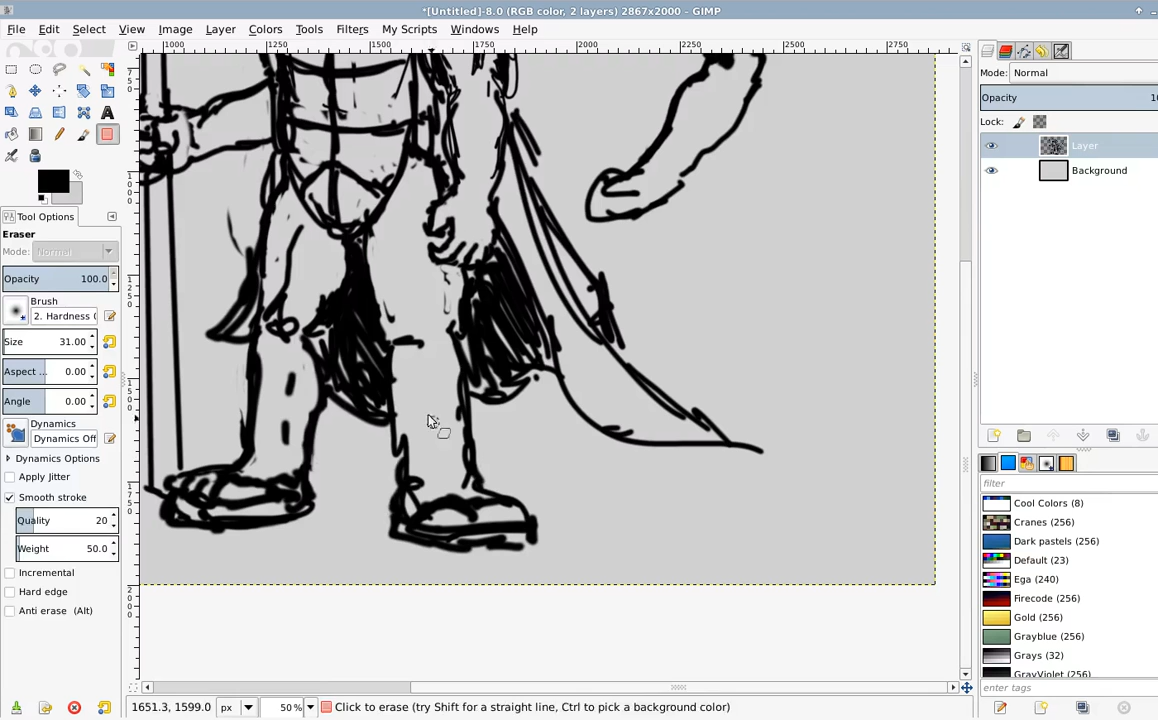 *[Untitled]-8.0 (RGB color, 2 layers) 2867x2000 – GIMP
File Edit Select View Image Layer Colors Tools Filters My Scripts Windows Help
1000 1250 1500 1750 2000 2250 2500 2750
Mode: Normal
Opacity
Lock:
Layer
Background
Tool Options
Eraser
Mode: Normal
Opacity 100.0
Brush
2. Hardness
Size 31.00
Aspect ... 0.00
Angle 0.00
Dynamics
Dynamics Off
Dynamics Options
Apply Jitter
Smooth stroke
Quality 20
Weight 50.0
Incremental
Hard edge
Anti erase (Alt)
filter
Cool Colors (8)
Cranes (256)
Dark pastels (256)
Default (23)
Ega (240)
Firecode (256)
Gold (256)
Grayblue (256)
Grays (32)
GrayViolet (256)
enter tags
1651.3, 1599.0 px 50% Click to erase (try Shift for a straight line, Ctrl to pick a background color)